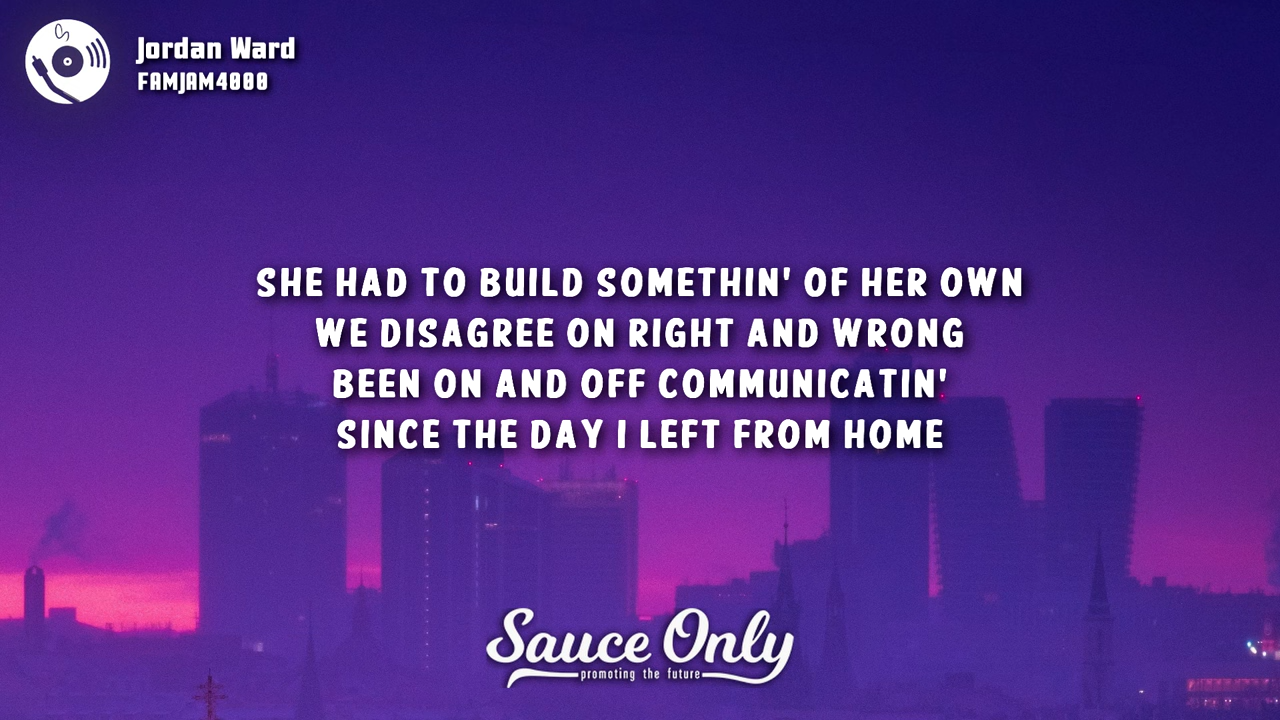 Jordan Ward
FAMJAM4000
SHE HAD TO BUILD SOMETHIN' OF HER OWN
WE DISAGREE ON RIGHT AND WRONG
BEEN ON AND OFF COMMUNICATIN'
SINCE THE DAY I LEFT FROM HOME
Sauce Only
promoting the future